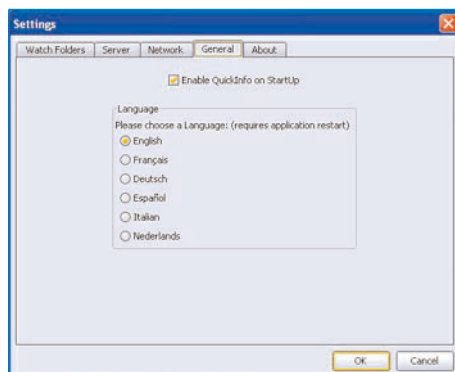 Settings
Watch Folders Server Network General About
Enable QuickInfo on StartUp
Language
Please choose a Language: (requires application restart)
English
Français
Deutsch
Español
Italian
Nederlands
OK Cancel